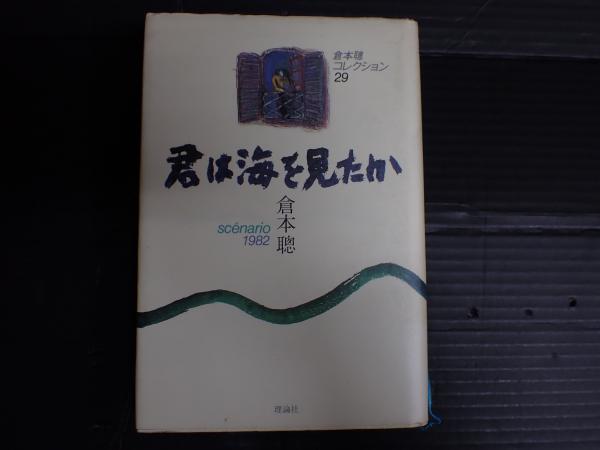 倉本聰
コレクション
29
君は海を見たか
倉本聰
scénario
1982
理論社